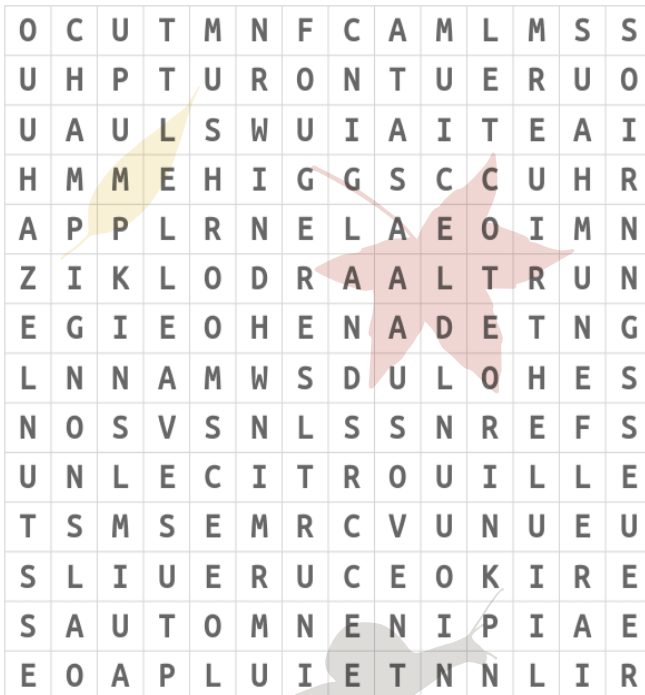 O C U T M N F C A M L M S S
U H P T U R O N T U E R U O
U A U L S W U I A I T E A I
H M M E H I G G S C C U H R
A P P L R N E L A E O I M N
Z I K L O D R A A L T R U N
E G I E O H E N A D E T N G
L N N A M W S D U L O H E S
N O S V S N L S S N R E F S
U N L E C I T R O U I L L E
T S M S E M R C V U N U E U
S L I U E R U C E O K I R E
S A U T O M N E N I P I A E
E O A P L U I E T N N L I R